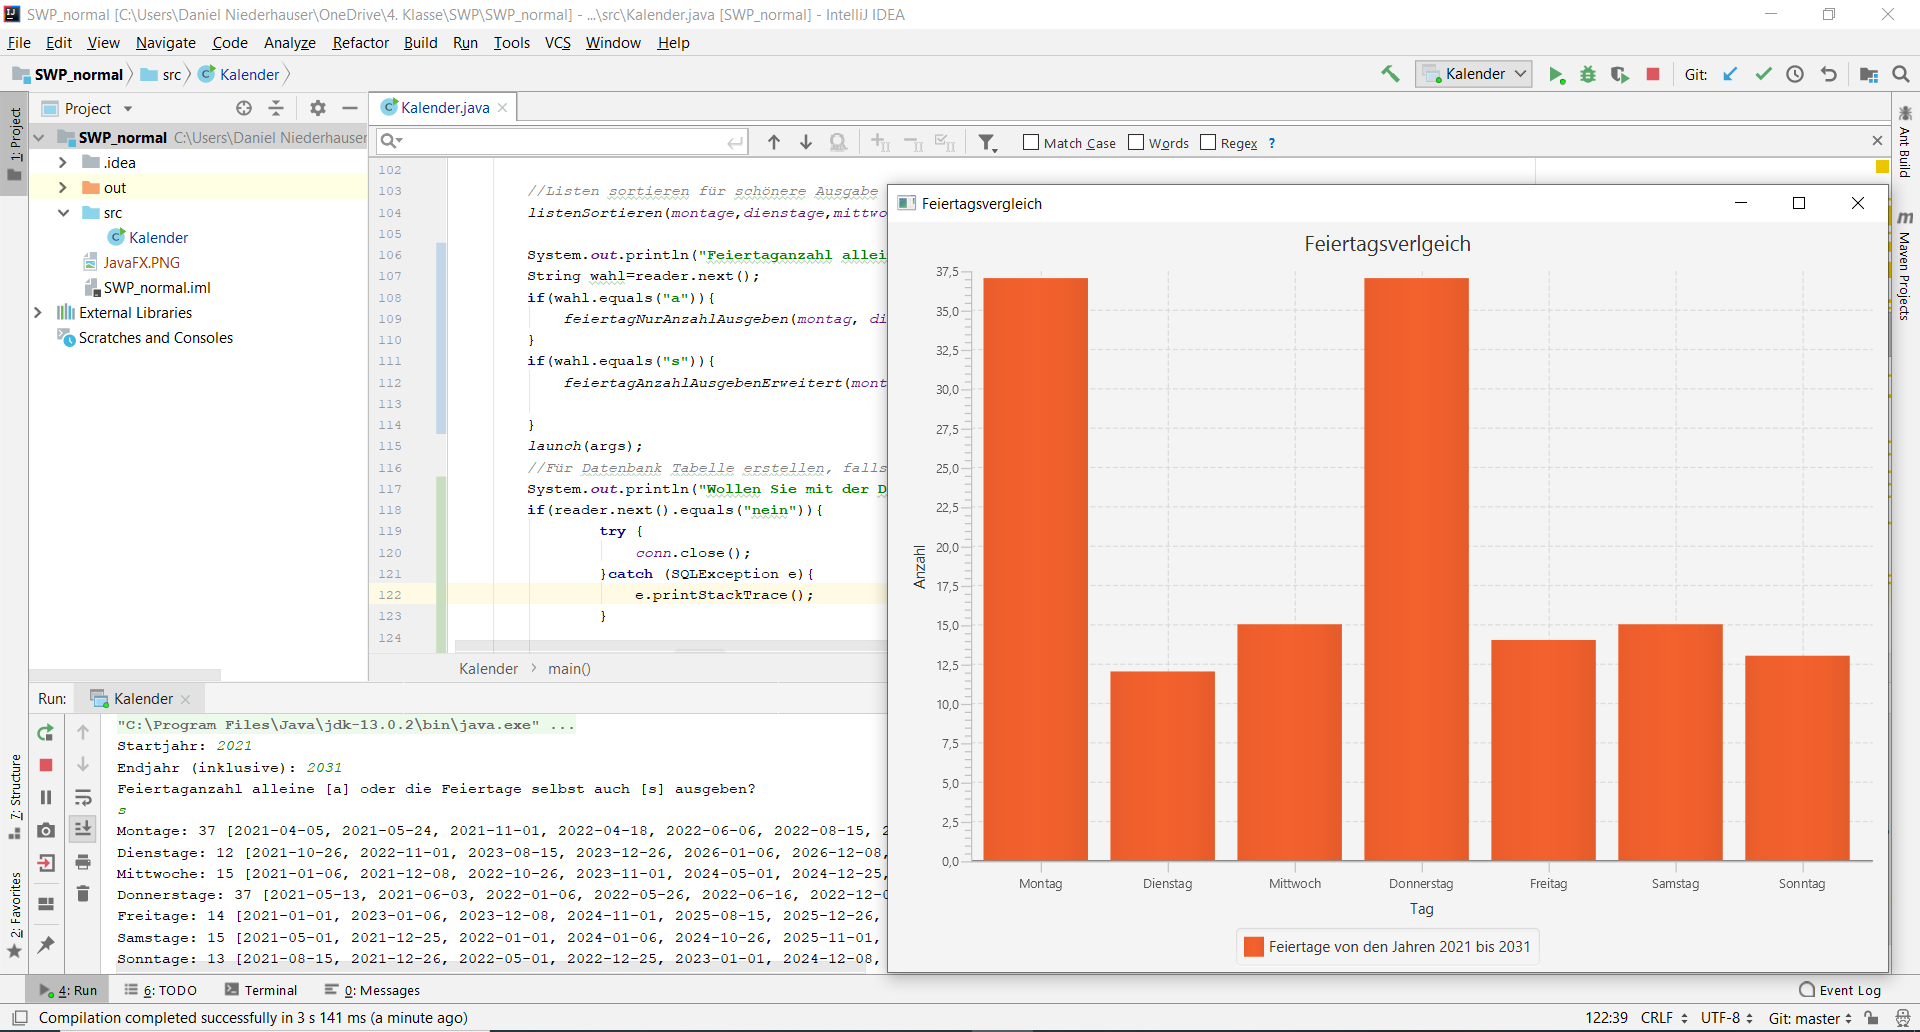 SWP_normal [C:\Users\Daniel Niederhauser\OneDrive\4. Klasse\SWP\SWP_normal] - ...\src\Kalender.java [SWP_normal] - IntelliJ IDEA
File Edit View Navigate Code Analyze Refactor Build Run Tools VCS Window Help
SWP_normal src Kalender
Kalender Git:
1: Project
Project
Kalender.java
SWP_normal C:\Users\Daniel Niederhauser
.idea
out
src
Kalender
JavaFX.PNG
SWP_normal.iml
External Libraries
Scratches and Consoles
Match Case Words Regex ?
Ant Build
Maven Projects
102
103 //Listen sortieren für schönere Ausgabe
104 listenSortieren(montage,dienstage,mittwo
105
106 System.out.println("Feiertaganzahl allei
107 String wahl=reader.next();
108 if(wahl.equals("a")){
109 feiertagNurAnzahlAusgeben(montag, di
110 }
111 if(wahl.equals("s")){
112 feiertagAnzahlAusgebenErweitert(mont
113
114 }
115 launch(args);
116 //Für Datenbank Tabelle erstellen, falls
117 System.out.println("Wollen Sie mit der D
118 if(reader.next().equals("nein")){
119 try {
120 conn.close();
121 }catch (SQLException e){
122 e.printStackTrace();
123 }
124
Kalender main()
Feiertagsvergleich
Feiertagsverlgeich
37,5
35,0
32,5
30,0
27,5
25,0
22,5
20,0
17,5
15,0
12,5
10,0
7,5
5,0
2,5
0,0
Anzahl
Montag Dienstag Mittwoch Donnerstag Freitag Samstag Sonntag
Tag
Feiertage von den Jahren 2021 bis 2031
Run: Kalender
"C:\Program Files\Java\jdk-13.0.2\bin\java.exe" ...
Startjahr: 2021
Endjahr (inklusive): 2031
Feiertaganzahl alleine [a] oder die Feiertage selbst auch [s] ausgeben?
s
Montage: 37 [2021-04-05, 2021-05-24, 2021-11-01, 2022-04-18, 2022-06-06, 2022-08-15, 2
Dienstage: 12 [2021-10-26, 2022-11-01, 2023-08-15, 2023-12-26, 2026-01-06, 2026-12-08,
Mittwoche: 15 [2021-01-06, 2021-12-08, 2022-10-26, 2023-11-01, 2024-05-01, 2024-12-25,
Donnerstage: 37 [2021-05-13, 2021-06-03, 2022-01-06, 2022-05-26, 2022-06-16, 2022-12-0
Freitage: 14 [2021-01-01, 2023-01-06, 2023-12-08, 2024-11-01, 2025-08-15, 2025-12-26,
Samstage: 15 [2021-05-01, 2021-12-25, 2022-01-01, 2024-01-06, 2024-10-26, 2025-11-01,
Sonntage: 13 [2021-08-15, 2021-12-26, 2022-05-01, 2022-12-25, 2023-01-01, 2024-12-08,
7: Structure
2: Favorites
4: Run 6: TODO Terminal 0: Messages Event Log
Compilation completed successfully in 3 s 141 ms (a minute ago) 122:39 CRLF UTF-8 Git: master